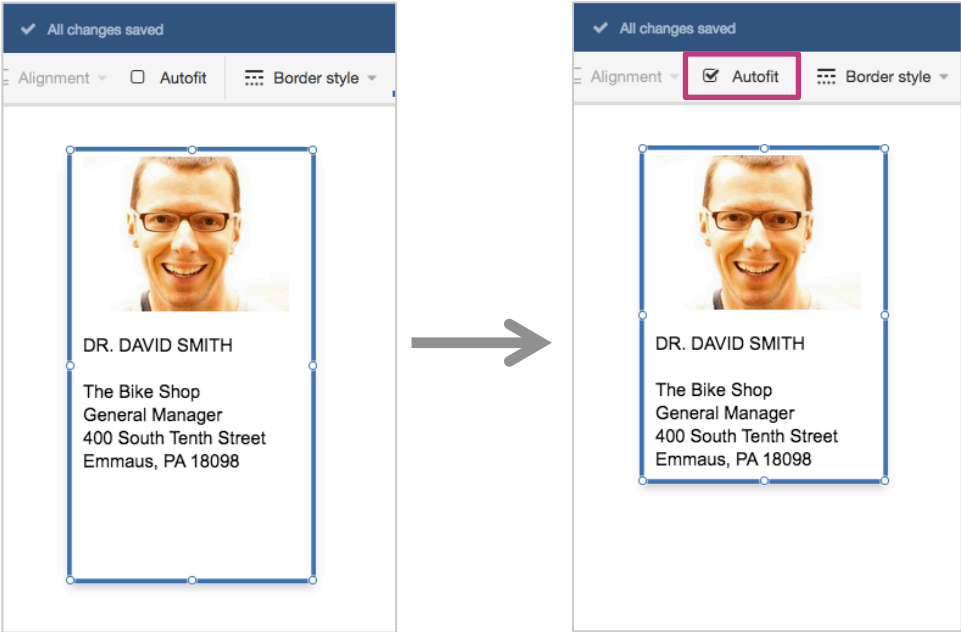 All changes saved
Alignment Autofit Border style
DR. DAVID SMITH
The Bike Shop
General Manager
400 South Tenth Street
Emmaus, PA 18098
All changes saved
Alignment Autofit Border style
DR. DAVID SMITH
The Bike Shop
General Manager
400 South Tenth Street
Emmaus, PA 18098